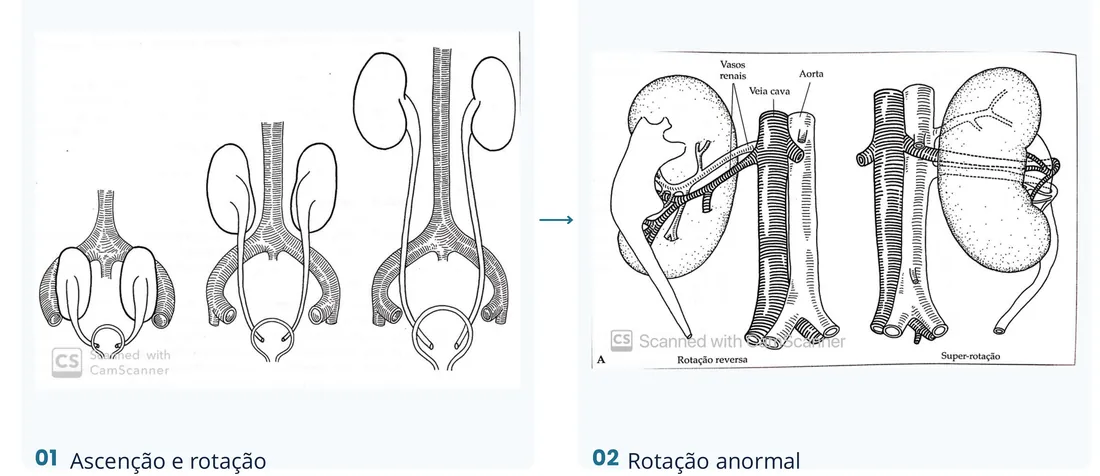 CS Scanned with
CamScanner
01 Ascenção e rotação
Vasos
renais
Veia cava
Aorta
CS Scanned with CamScanner
A
Rotação reversa
Super-rotação
02 Rotação anormal